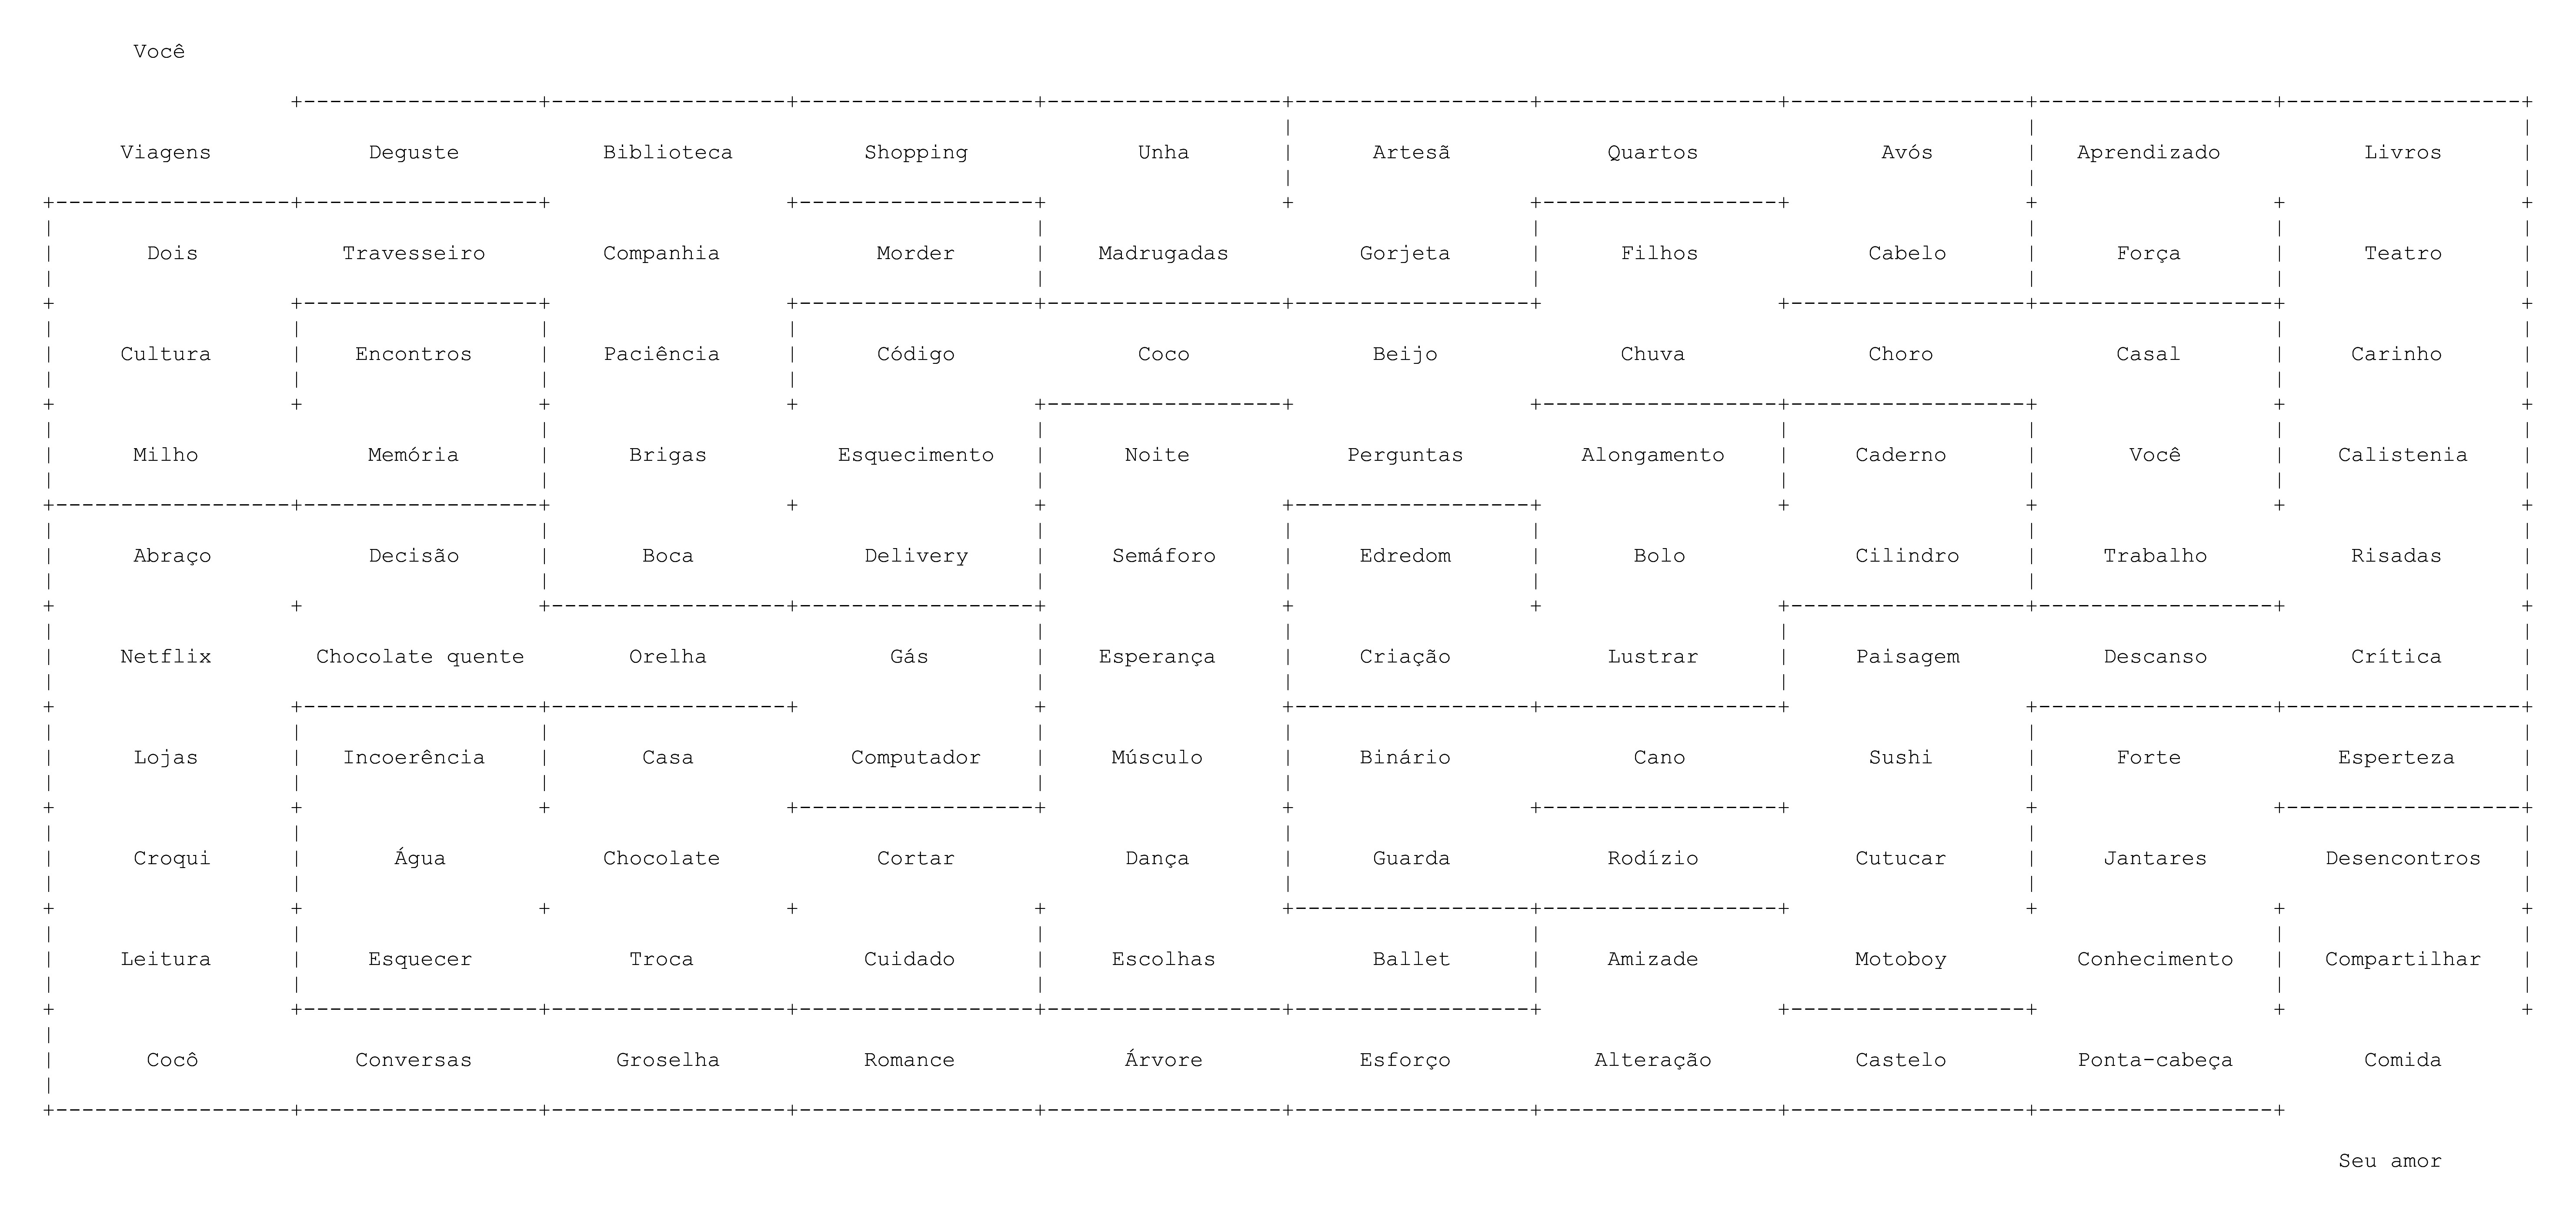 Você
Viagens Deguste Biblioteca Shopping Unha Artesã Quartos Avós Aprendizado Livros
Dois Travesseiro Companhia Morder Madrugadas Gorjeta Filhos Cabelo Força Teatro
Cultura Encontros Paciência Código Coco Beijo Chuva Choro Casal Carinho
Milho Memória Brigas Esquecimento Noite Perguntas Alongamento Caderno Você Calistenia
Abraço Decisão Boca Delivery Semáforo Edredom Bolo Cilindro Trabalho Risadas
Netflix Chocolate quente Orelha Gás Esperança Criação Lustrar Paisagem Descanso Crítica
Lojas Incoerência Casa Computador Músculo Binário Cano Sushi Forte Esperteza
Croqui Água Chocolate Cortar Dança Guarda Rodízio Cutucar Jantares Desencontros
Leitura Esquecer Troca Cuidado Escolhas Ballet Amizade Motoboy Conhecimento Compartilhar
Cocô Conversas Groselha Romance Árvore Esforço Alteração Castelo Ponta-cabeça Comida
Seu amor